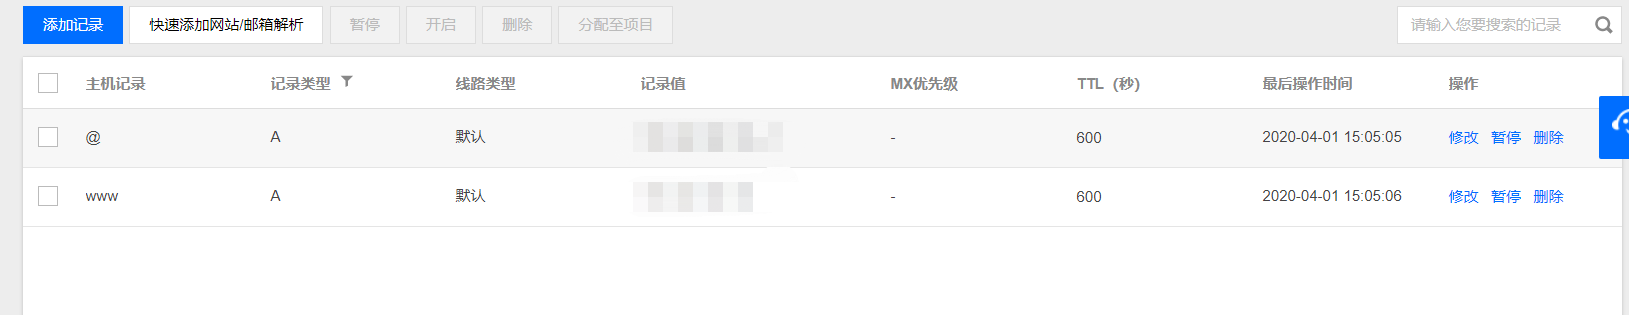 添加记录 快速添加网站/邮箱解析 暂停 开启 删除 分配至项目 请输入您要搜索的记录
主机记录 记录类型 线路类型 记录值 MX优先级 TTL（秒） 最后操作时间 操作
@ A 默认 - 600 2020-04-01 15:05:05 修改 暂停 删除
www A 默认 - 600 2020-04-01 15:05:06 修改 暂停 删除